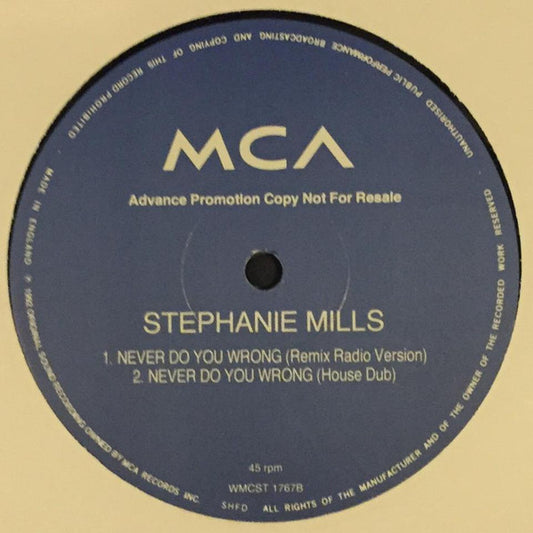 MCA
Advance Promotion Copy Not For Resale
STEPHANIE MILLS
1. NEVER DO YOU WRONG (Remix Radio Version)
2. NEVER DO YOU WRONG (House Dub)
45 rpm
WMCST 1767B
SHFD ALL RIGHTS OF THE MANUFACTURER AND OF THE OWNER OF THE RECORDED WORK RESERVED
UNAUTHORISED PUBLIC PERFORMANCE BROADCASTING AND COPYING OF THIS RECORD PROHIBITED
MADE IN ENGLAND ℗ 1992 ORIGINAL SOUND RECORDING OWNED BY MCA RECORDS INC.